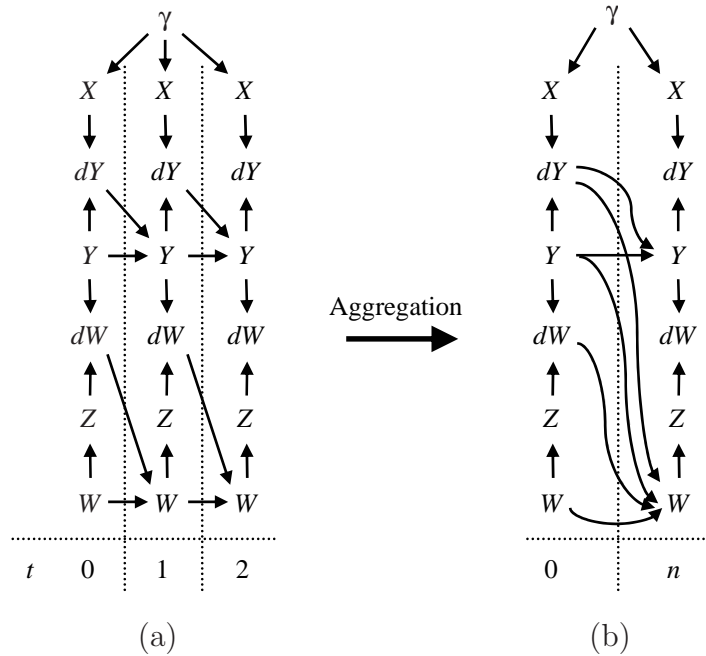 γ γ
X X X X X
dY dY dY dY dY
Y Y Y Y Y
Aggregation
dW dW dW dW dW
Z Z Z Z Z
W W W W W
t 0 1 2 0 n
(a) (b)